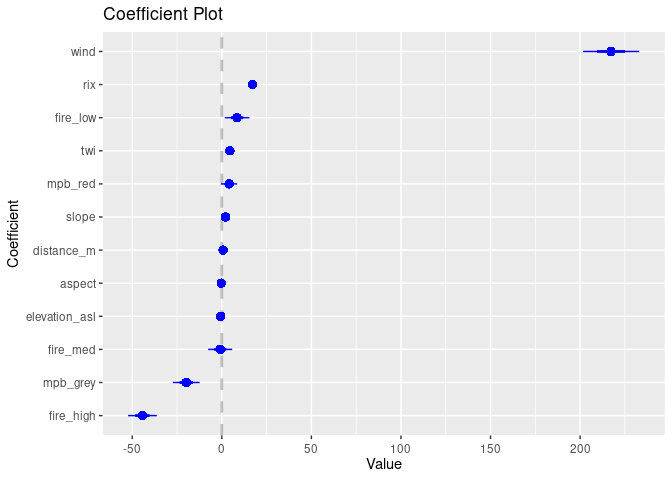 Coefficient Plot
Coefficient
wind
rix
fire_low
twi
mpb_red
slope
distance_m
aspect
elevation_asl
fire_med
mpb_grey
fire_high
-50 0 50 100 150 200
Value